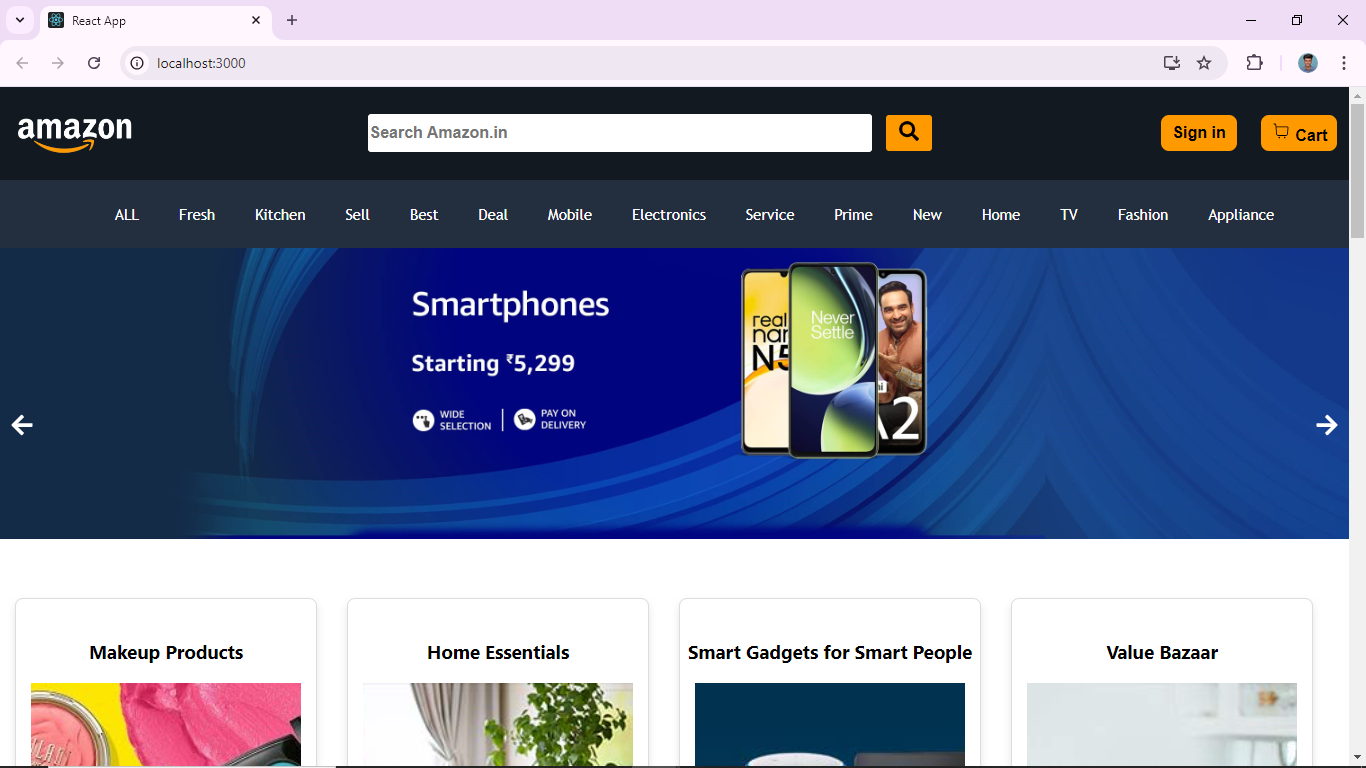 React App
localhost:3000
amazon
Search Amazon.in
Sign in
Cart
ALL Fresh Kitchen Sell Best Deal Mobile Electronics Service Prime New Home TV Fashion Appliance
Smartphones
Starting ₹5,299
WIDE SELECTION
PAY ON DELIVERY
real
nar
N5
Never
Settle
A2
Makeup Products
Home Essentials
Smart Gadgets for Smart People
Value Bazaar